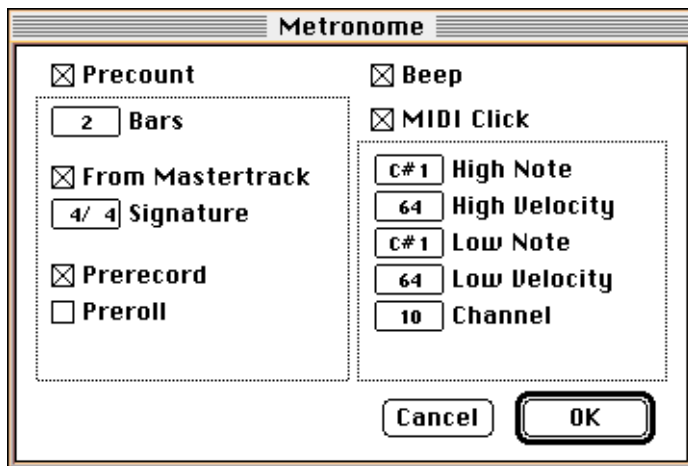 Metronome
Precount
2 Bars
From Mastertrack
4/ 4 Signature
Prerecord
Preroll
Beep
MIDI Click
C#1 High Note
64 High Velocity
C#1 Low Note
64 Low Velocity
10 Channel
Cancel
OK